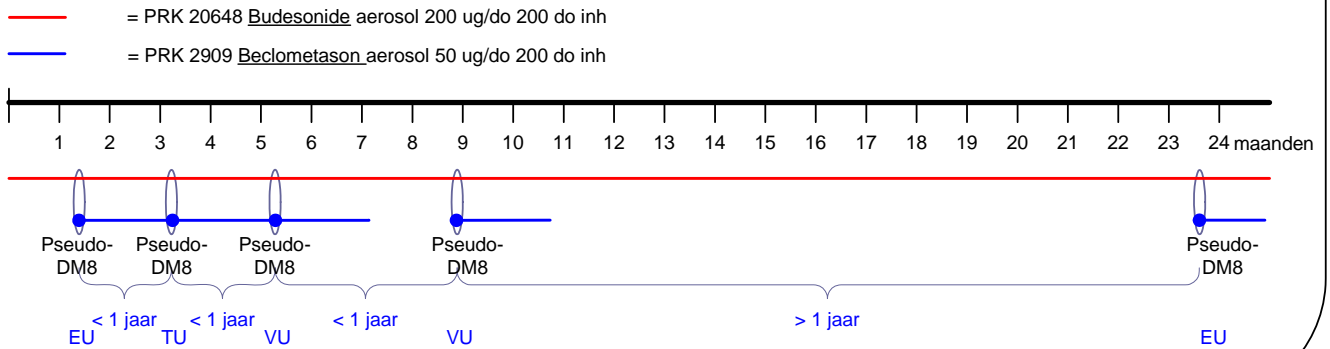 = PRK 20648 Budesonide aerosol 200 ug/do 200 do inh
= PRK 2909 Beclometason aerosol 50 ug/do 200 do inh
1 2 3 4 5 6 7 8 9 10 11 12 13 14 15 16 17 18 19 20 21 22 23 24 maanden
Pseudo- Pseudo- Pseudo- Pseudo- Pseudo-
DM8 DM8 DM8 DM8 DM8
< 1 jaar < 1 jaar < 1 jaar > 1 jaar
EU TU VU VU EU